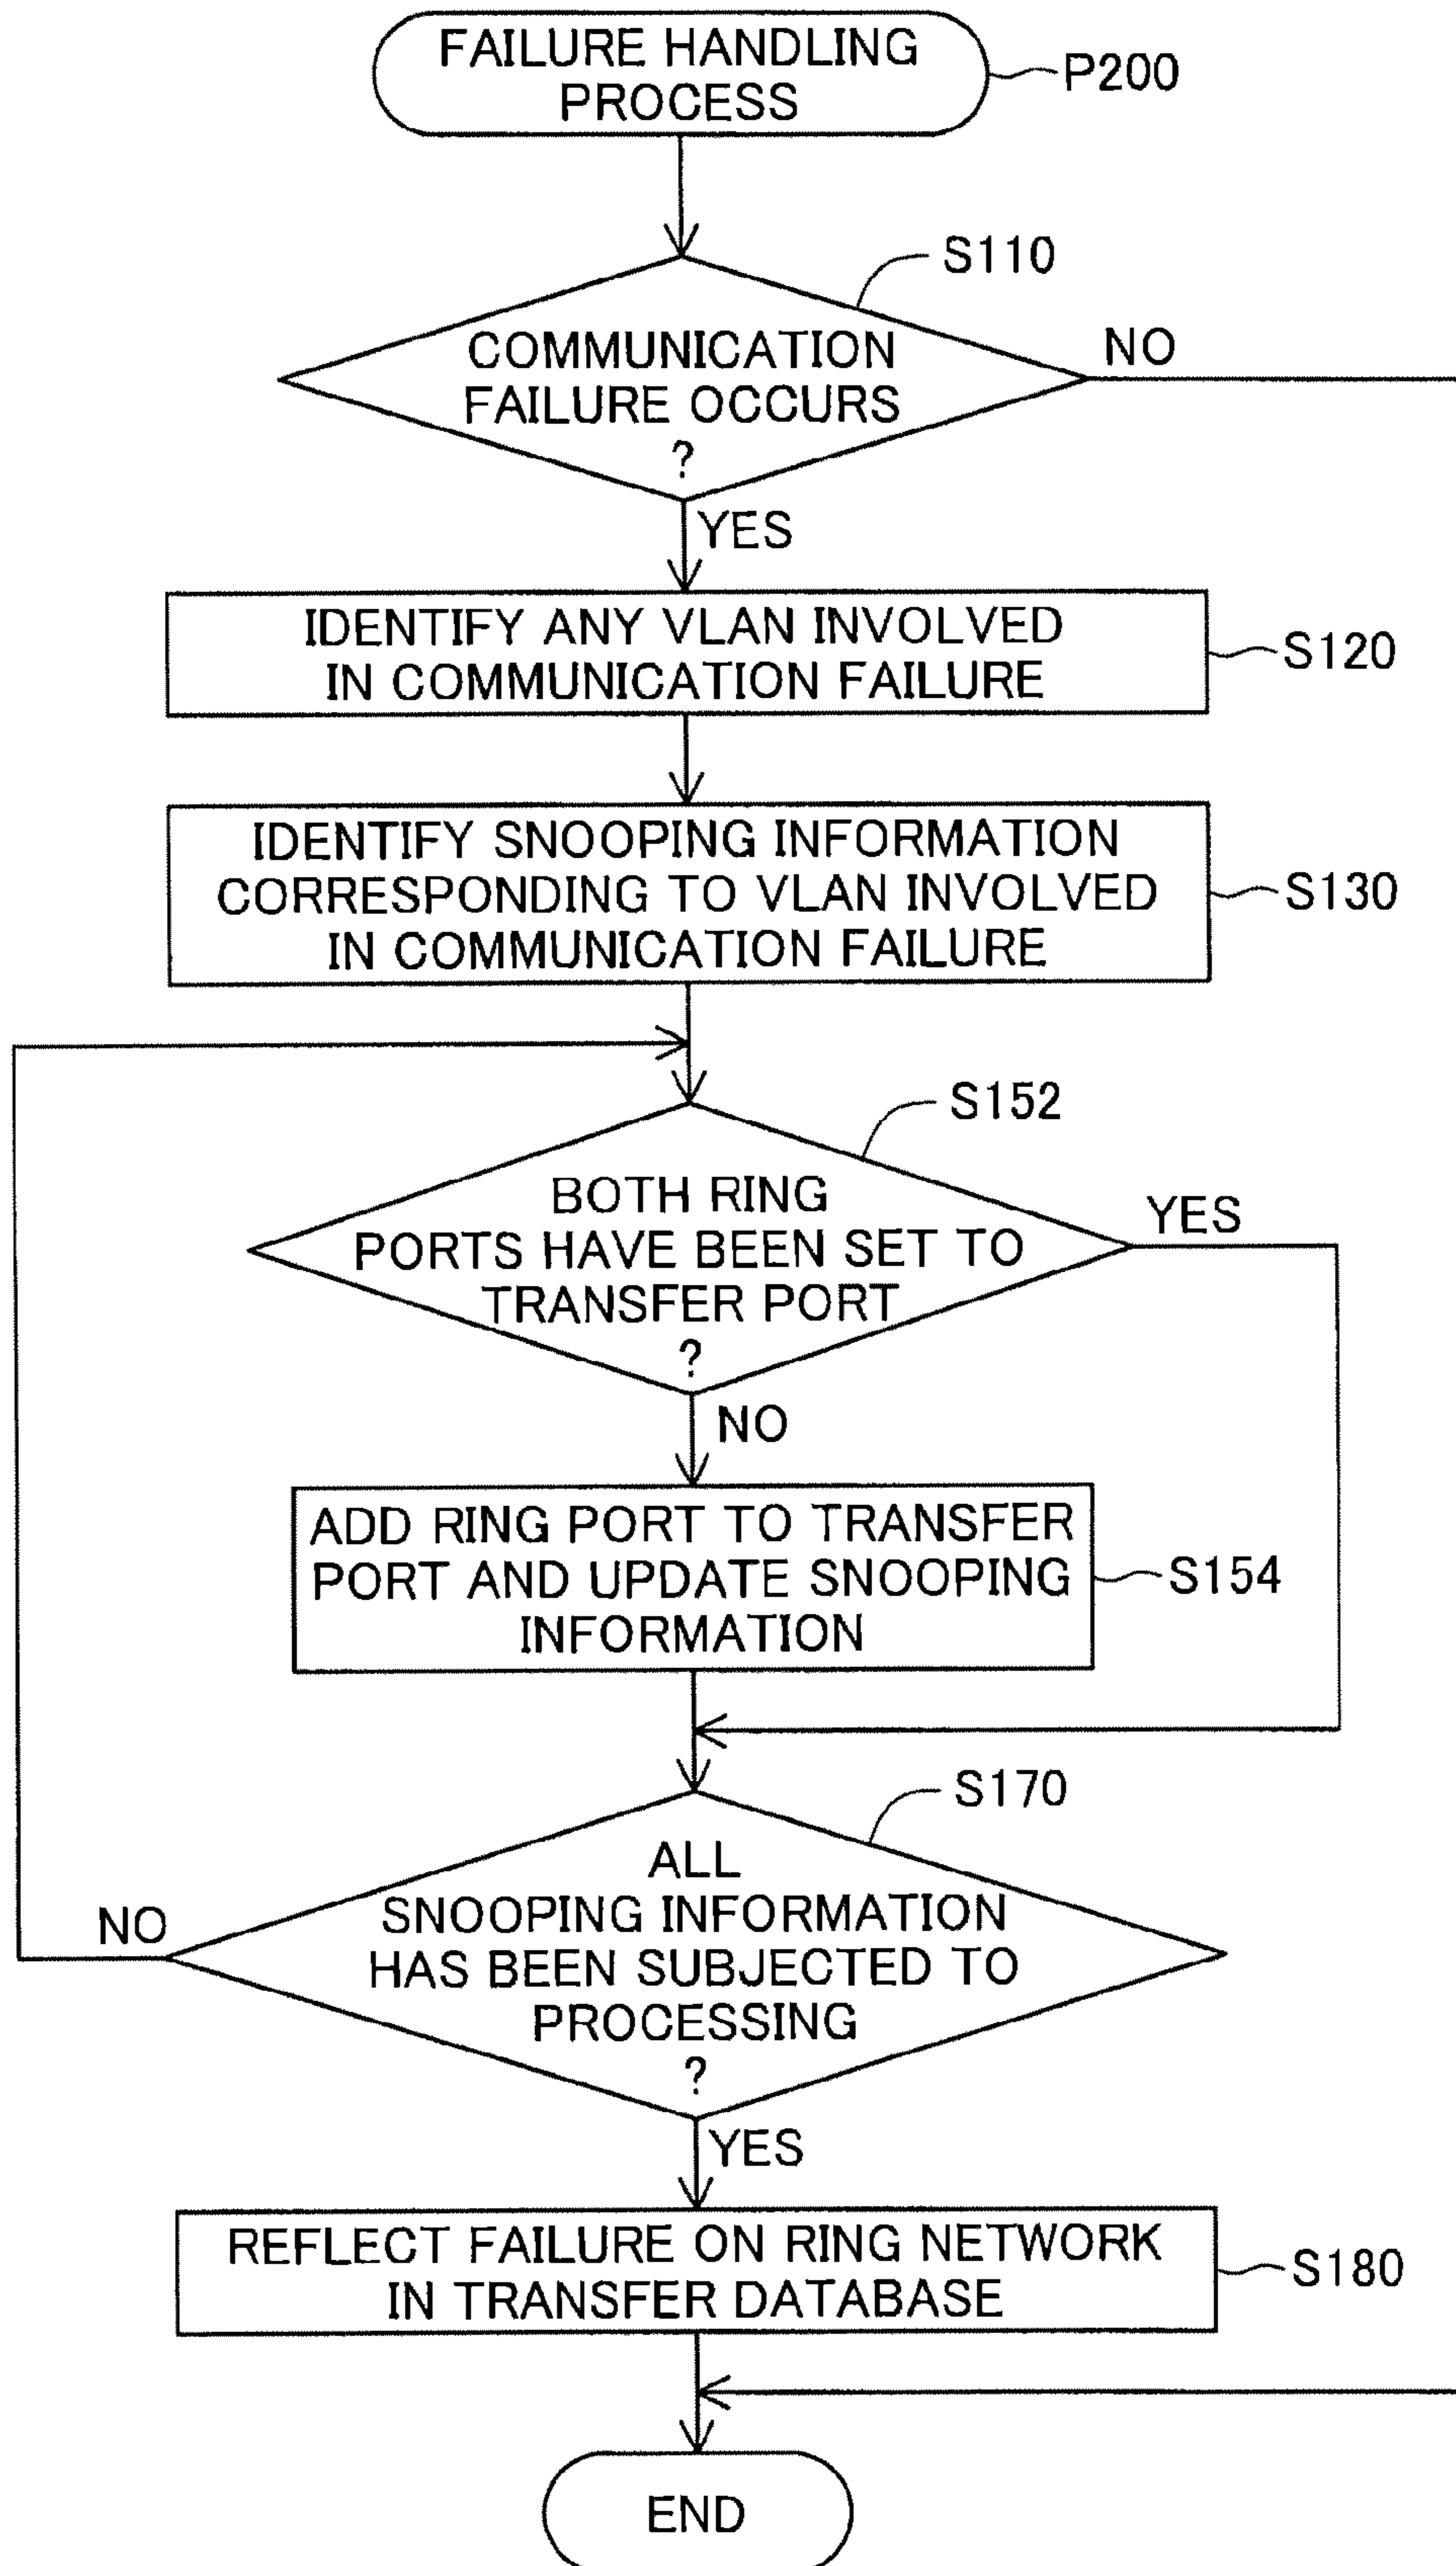 FAILURE HANDLING
PROCESS
P200
S110
COMMUNICATION
FAILURE OCCURS
?
NO
YES
IDENTIFY ANY VLAN INVOLVED
IN COMMUNICATION FAILURE
S120
IDENTIFY SNOOPING INFORMATION
CORRESPONDING TO VLAN INVOLVED
IN COMMUNICATION FAILURE
S130
S152
BOTH RING
PORTS HAVE BEEN SET TO
TRANSFER PORT
?
YES
NO
ADD RING PORT TO TRANSFER
PORT AND UPDATE SNOOPING
INFORMATION
S154
S170
ALL
SNOOPING INFORMATION
HAS BEEN SUBJECTED TO
PROCESSING
?
NO
YES
REFLECT FAILURE ON RING NETWORK
IN TRANSFER DATABASE
S180
END